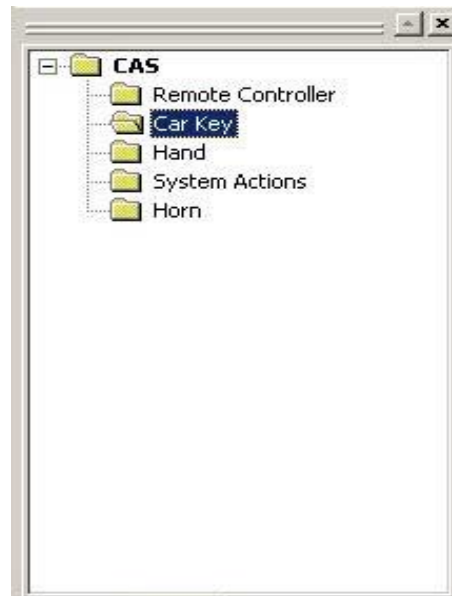 CAS
Remote Controller
Car Key
Hand
System Actions
Horn